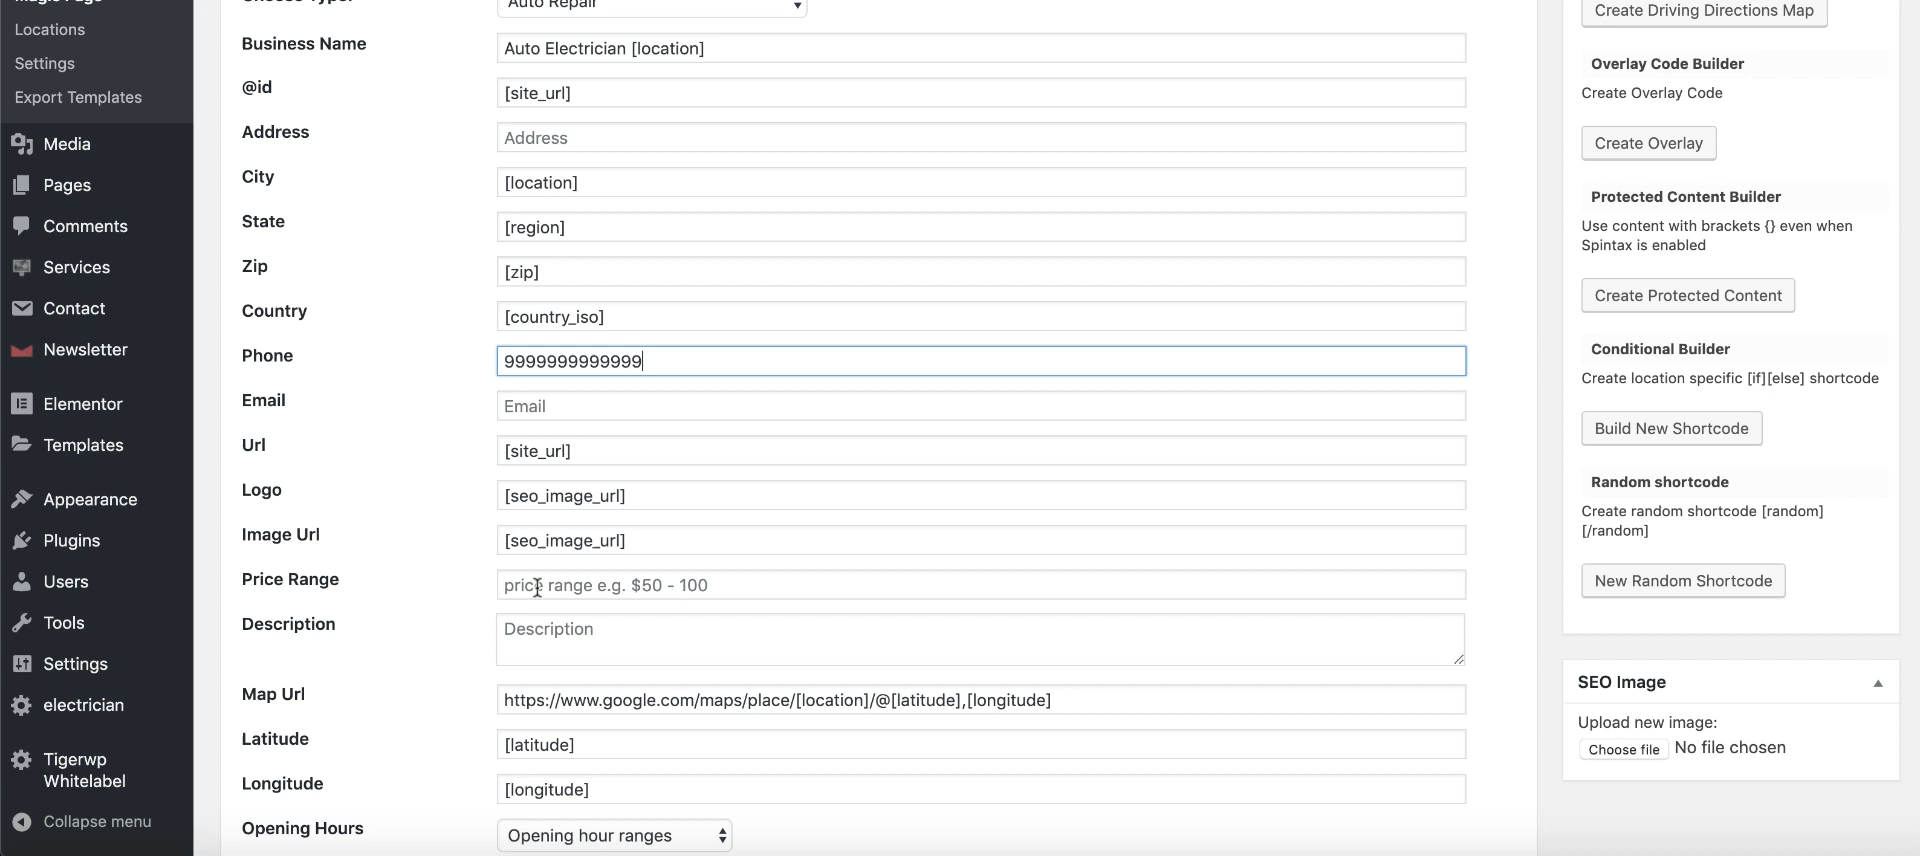 Magic Page
Locations
Settings
Export Templates
Media
Pages
Comments
Services
Contact
Newsletter
Elementor
Templates
Appearance
Plugins
Users
Tools
Settings
electrician
Tigerwp
Whitelabel
Collapse menu
Choose Type: Auto Repair
Business Name Auto Electrician [location]
@id [site_url]
Address Address
City [location]
State [region]
Zip [zip]
Country [country_iso]
Phone 9999999999999
Email Email
Url [site_url]
Logo [seo_image_url]
Image Url [seo_image_url]
Price Range price range e.g. $50 - 100
Description Description
Map Url https://www.google.com/maps/place/[location]/@[latitude],[longitude]
Latitude [latitude]
Longitude [longitude]
Opening Hours Opening hour ranges
Create Driving Directions Map
Overlay Code Builder
Create Overlay Code
Create Overlay
Protected Content Builder
Use content with brackets {} even when
Spintax is enabled
Create Protected Content
Conditional Builder
Create location specific [if][else] shortcode
Build New Shortcode
Random shortcode
Create random shortcode [random]
[/random]
New Random Shortcode
SEO Image
Upload new image:
Choose file No file chosen